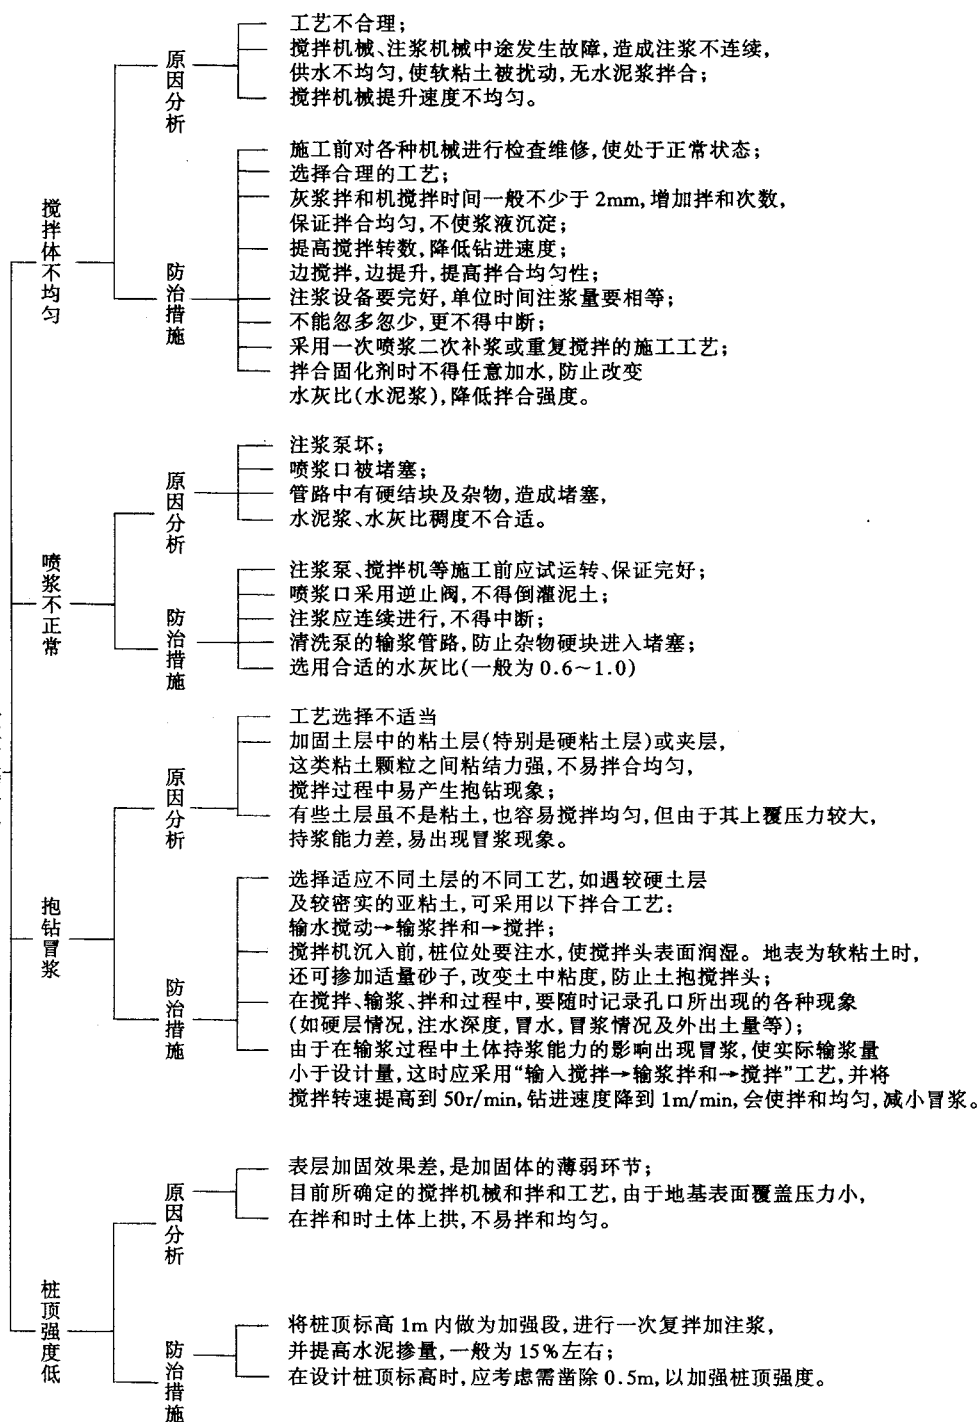 搅拌体不均匀
原因分析
工艺不合理;
搅拌机械、注浆机械中途发生故障,造成注浆不连续,
供水不均匀,使软粘土被扰动,无水泥浆拌合;
搅拌机械提升速度不均匀。
防治措施
施工前对各种机械进行检查维修,使处于正常状态;
选择合理的工艺;
灰浆拌和机搅拌时间一般不少于2mm,增加拌和次数,
保证拌合均匀,不使浆液沉淀;
提高搅拌转数,降低钻进速度;
边搅拌,边提升,提高拌合均匀性;
注浆设备要完好,单位时间注浆量要相等;
不能忽多忽少,更不得中断;
采用一次喷浆二次补浆或重复搅拌的施工工艺;
拌合固化剂时不得任意加水,防止改变
水灰比(水泥浆),降低拌合强度。
喷浆不正常
原因分析
注浆泵坏;
喷浆口被堵塞;
管路中有硬结块及杂物,造成堵塞,
水泥浆、水灰比稠度不合适。
防治措施
注浆泵、搅拌机等施工前应试运转、保证完好;
喷浆口采用逆止阀,不得倒灌泥土;
注浆应连续进行,不得中断;
清洗泵的输浆管路,防止杂物硬块进入堵塞;
选用合适的水灰比(一般为0.6~1.0)
抱钻冒浆
原因分析
工艺选择不适当
加固土层中的粘土层(特别是硬粘土层)或夹层,
这类粘土颗粒之间粘结力强,不易拌合均匀,
搅拌过程中易产生抱钻现象;
有些土层虽不是粘土,也容易搅拌均匀,但由于其上覆压力较大,
持浆能力差,易出现冒浆现象。
防治措施
选择适应不同土层的不同工艺,如遇较硬土层
及较密实的亚粘土,可采用以下拌合工艺:
输水搅动→输浆拌和→搅拌;
搅拌机沉入前,桩位处要注水,使搅拌头表面润湿。地表为软粘土时,
还可掺加适量砂子,改变土中粘度,防止土抱搅拌头;
在搅拌、输浆、拌和过程中,要随时记录孔口所出现的各种现象
(如硬层情况,注水深度,冒水,冒浆情况及外出土量等);
由于在输浆过程中土体持浆能力的影响出现冒浆,使实际输浆量
小于设计量,这时应采用“输入搅拌→输浆拌和→搅拌”工艺,并将
搅拌转速提高到50r/min,钻进速度降到1m/min,会使拌和均匀,减小冒浆。
桩顶强度低
原因分析
表层加固效果差,是加固体的薄弱环节;
目前所确定的搅拌机械和拌和工艺,由于地基表面覆盖压力小,
在拌和时土体上拱,不易拌和均匀。
防治措施
将桩顶标高1m内做为加强段,进行一次复拌加注浆,
并提高水泥掺量,一般为15%左右;
在设计桩顶标高时,应考虑需凿除0.5m,以加强桩顶强度。